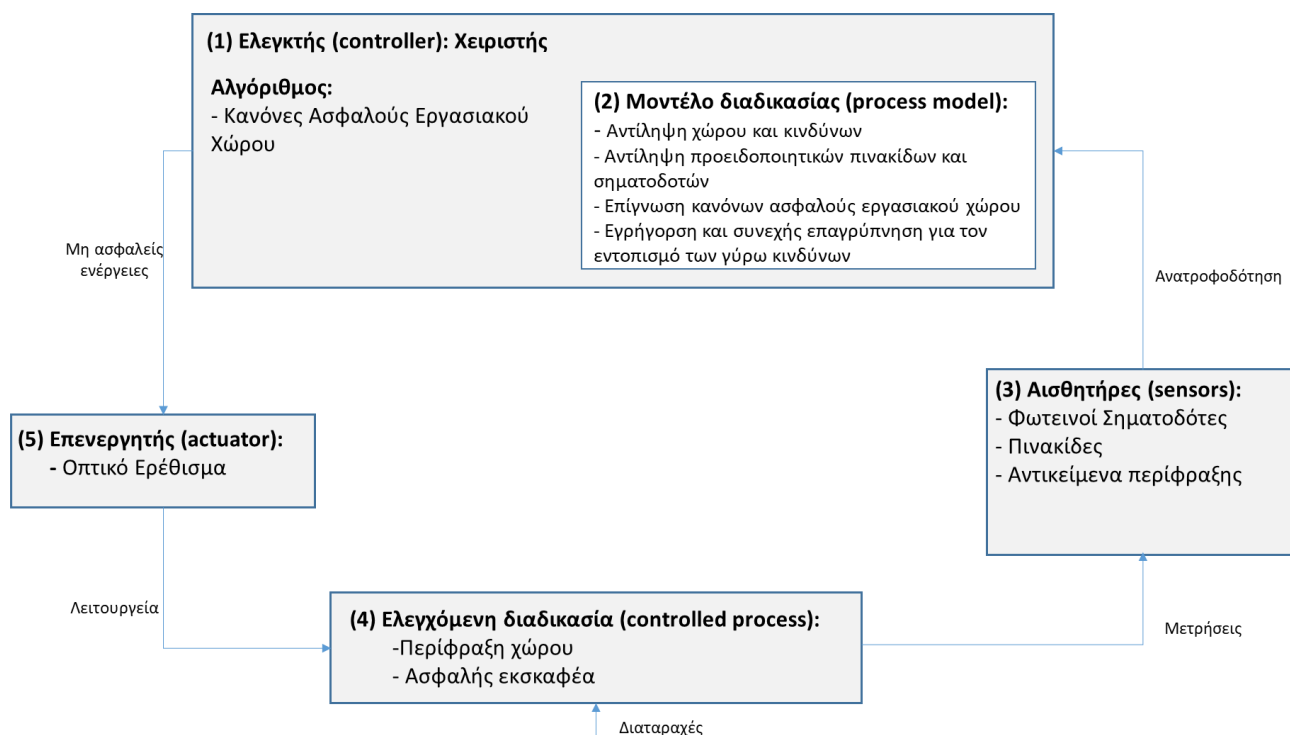 (1) Ελεγκτής (controller): Χειριστής
Αλγόριθμος:
- Κανόνες Ασφαλούς Εργασιακού
Χώρου
(2) Μοντέλο διαδικασίας (process model):
- Αντίληψη χώρου και κινδύνων
- Αντίληψη προειδοποιητικών πινακίδων και
σηματοδοτών
- Επίγνωση κανόνων ασφαλούς εργασιακού χώρου
- Εγρήγορση και συνεχής επαγρύπνηση για τον
εντοπισμό των γύρω κινδύνων
Μη ασφαλείς
ενέργειες
Ανατροφοδότηση
(3) Αισθητήρες (sensors):
- Φωτεινοί Σηματοδότες
- Πινακίδες
- Αντικείμενα περίφραξης
(5) Επενεργητής (actuator):
- Οπτικό Ερέθισμα
Λειτουργεία
(4) Ελεγχόμενη διαδικασία (controlled process):
-Περίφραξη χώρου
- Ασφαλής εκσκαφέα
Μετρήσεις
Διαταραχές